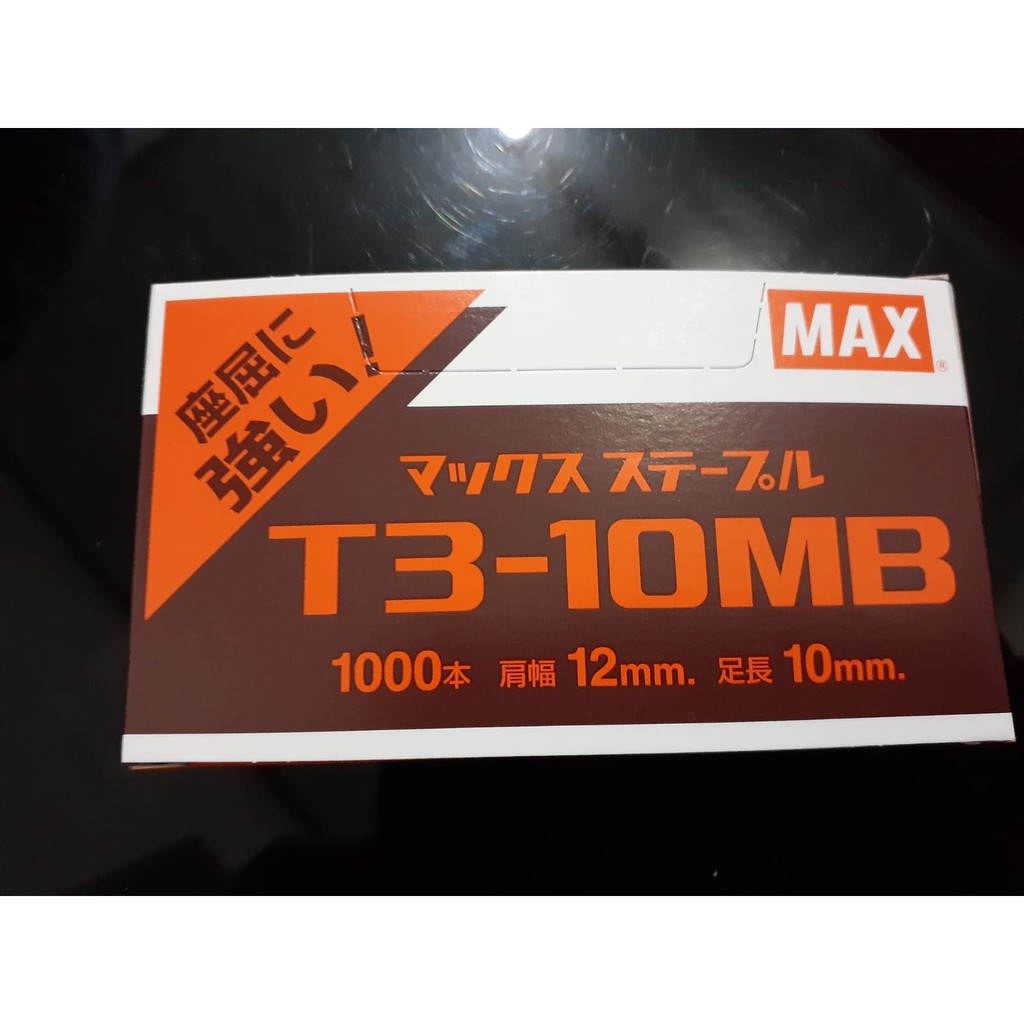 座屈に
強い!
MAX®
マックス ステープル
T3-10MB
1000本 肩幅 12mm. 足長 10mm.